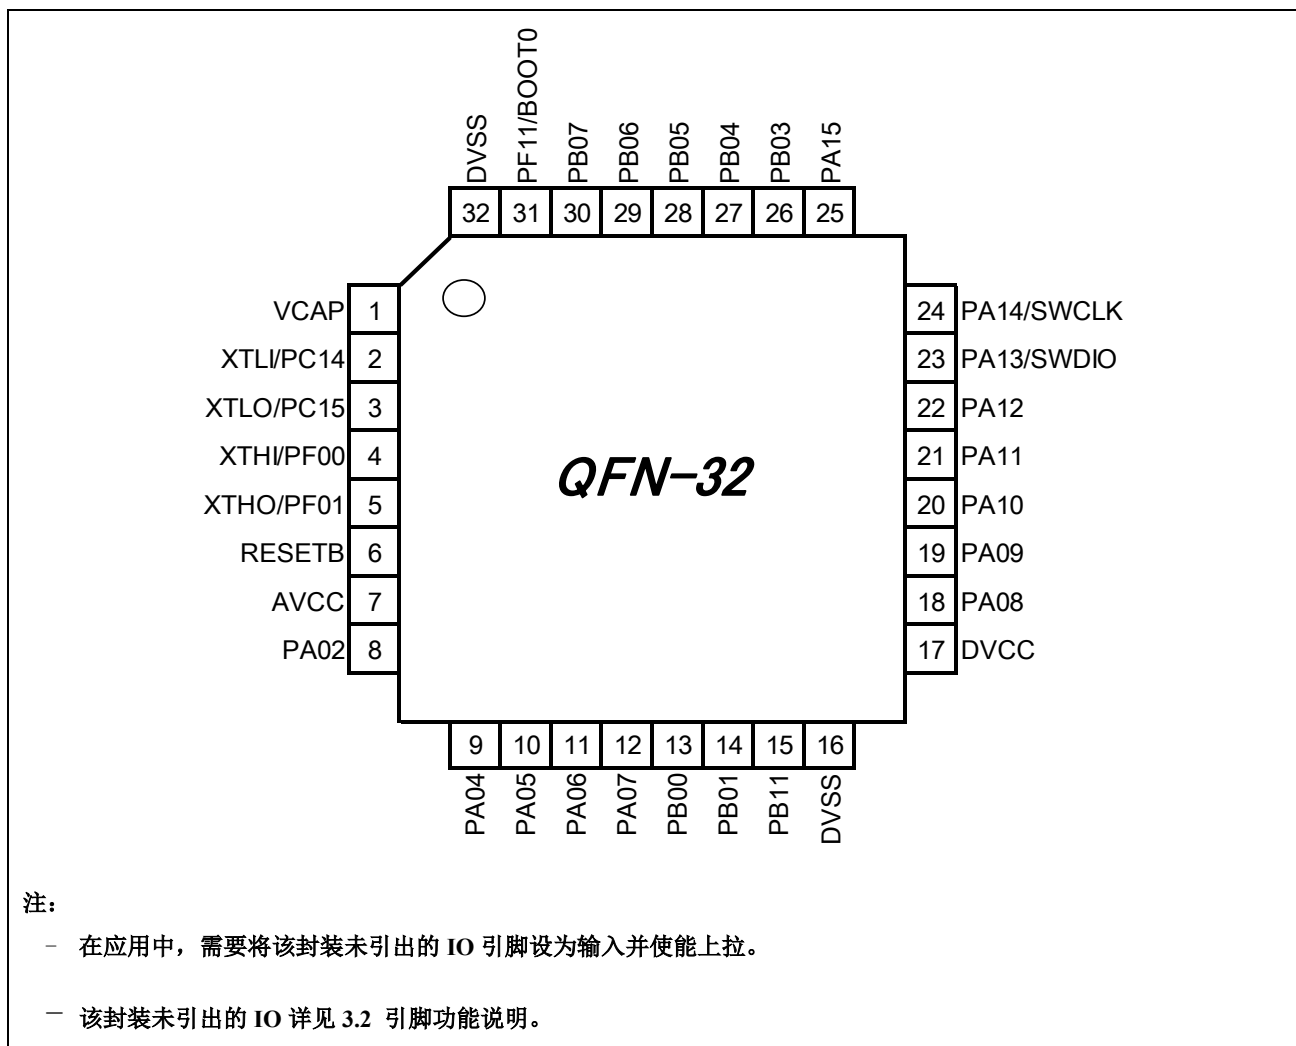 DVSS
PF11/BOOT0
PB07
PB06
PB05
PB04
PB03
PA15
32 31 30 29 28 27 26 25
VCAP 1
XTLI/PC14 2
XTLO/PC15 3
XTHI/PF00 4
XTHO/PF01 5
RESETB 6
AVCC 7
PA02 8
QFN-32
24 PA14/SWCLK
23 PA13/SWDIO
22 PA12
21 PA11
20 PA10
19 PA09
18 PA08
17 DVCC
9 10 11 12 13 14 15 16
PA04
PA05
PA06
PA07
PB00
PB01
PB11
DVSS
注：
- 在应用中，需要将该封装未引出的 IO 引脚设为输入并使能上拉。
- 该封装未引出的 IO 详见 3.2 引脚功能说明。